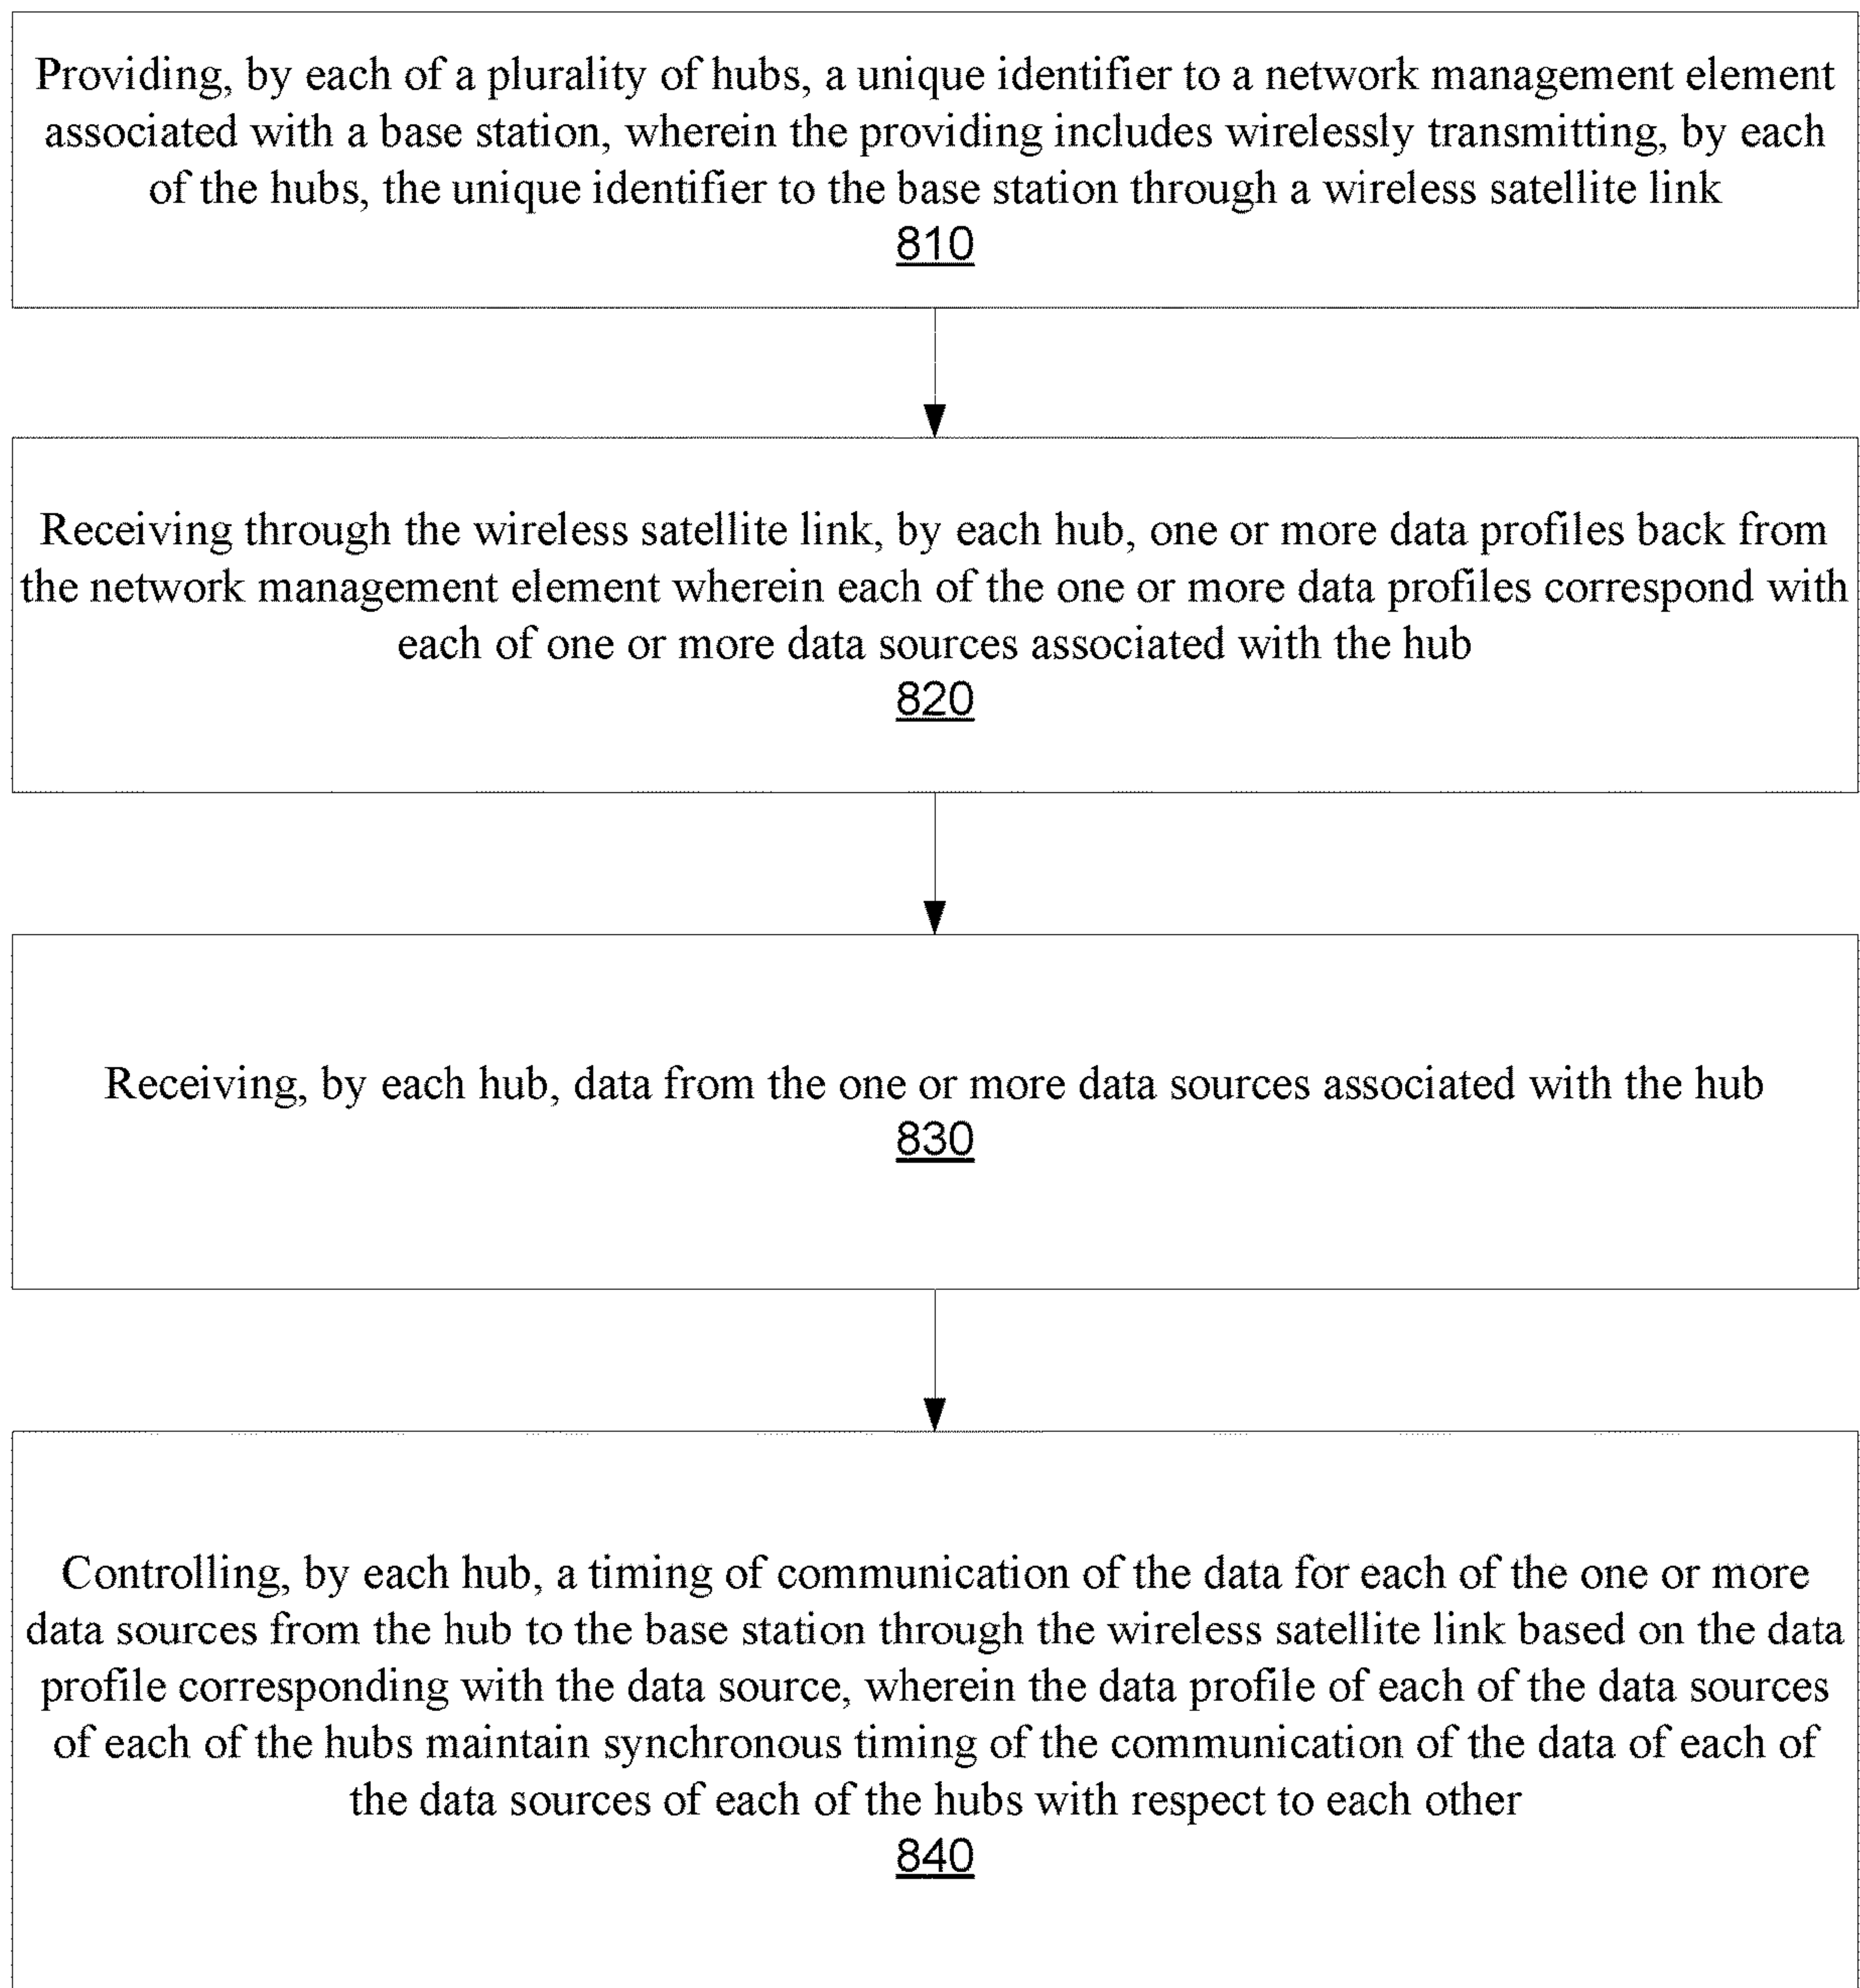 Providing, by each of a plurality of hubs, a unique identifier to a network management element
associated with a base station, wherein the providing includes wirelessly transmitting, by each
of the hubs, the unique identifier to the base station through a wireless satellite link
810
Receiving through the wireless satellite link, by each hub, one or more data profiles back from
the network management element wherein each of the one or more data profiles correspond with
each of one or more data sources associated with the hub
820
Receiving, by each hub, data from the one or more data sources associated with the hub
830
Controlling, by each hub, a timing of communication of the data for each of the one or more
data sources from the hub to the base station through the wireless satellite link based on the data
profile corresponding with the data source, wherein the data profile of each of the data sources
of each of the hubs maintain synchronous timing of the communication of the data of each of
the data sources of each of the hubs with respect to each other
840